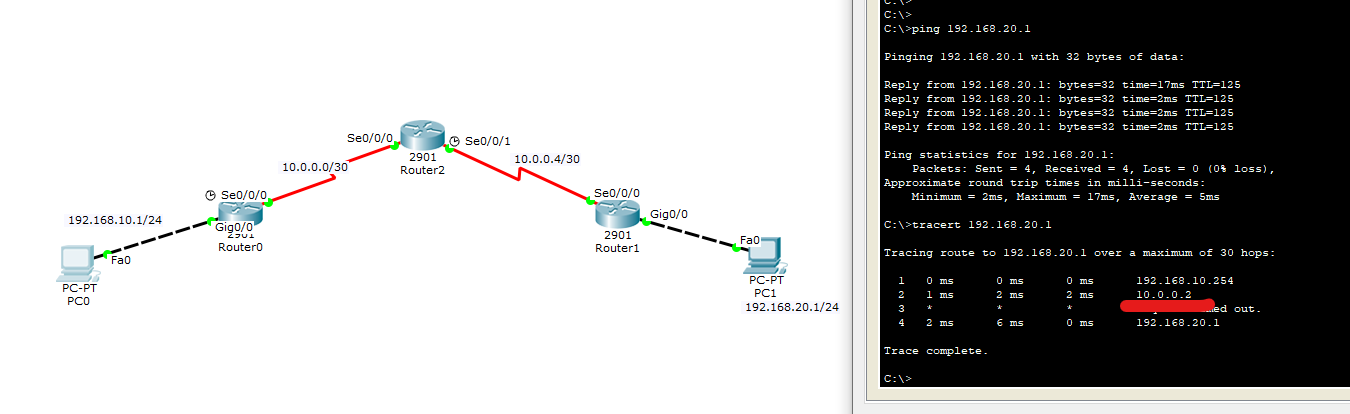 Se0/0/0
Se0/0/1
2901
Router2
10.0.0.0/30
10.0.0.4/30
Se0/0/0
Se0/0/0
192.168.10.1/24
Gig0/0
Gig0/0
2901
Router0
2901
Router1
Fa0
Fa0
PC-PT
PC0
PC-PT
PC1
192.168.20.1/24
C:\>
C:\>
C:\>ping 192.168.20.1
Pinging 192.168.20.1 with 32 bytes of data:
Reply from 192.168.20.1: bytes=32 time=17ms TTL=125
Reply from 192.168.20.1: bytes=32 time=2ms TTL=125
Reply from 192.168.20.1: bytes=32 time=2ms TTL=125
Reply from 192.168.20.1: bytes=32 time=2ms TTL=125
Ping statistics for 192.168.20.1:
Packets: Sent = 4, Received = 4, Lost = 0 (0% loss),
Approximate round trip times in milli-seconds:
Minimum = 2ms, Maximum = 17ms, Average = 5ms
C:\>tracert 192.168.20.1
Tracing route to 192.168.20.1 over a maximum of 30 hops:
1 0 ms 0 ms 0 ms 192.168.10.254
2 1 ms 2 ms 2 ms 10.0.0.2
3 * * * out.
4 2 ms 6 ms 0 ms 192.168.20.1
Trace complete.
C:\>